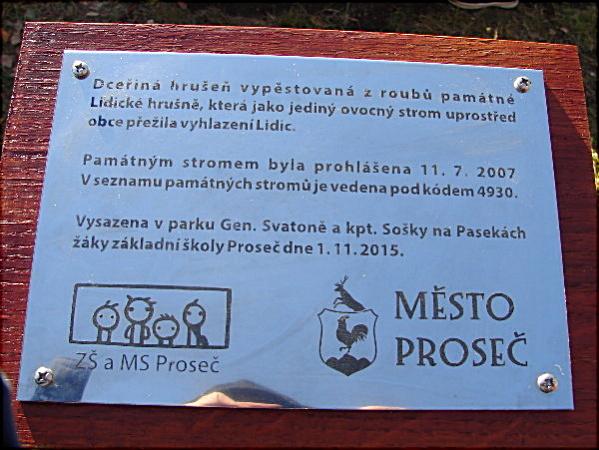 Dceřiná hrušeň vypěstovaná z roubů památné
Lidické hrušně, která jako jediný ovocný strom uprostřed
obce přežila vyhlazení Lidic.
Památným stromem byla prohlášena 11. 7. 2007
V seznamu památných stromů je vedena pod kódem 4930.
Vysazena v parku Gen. Svatoně a kpt. Sošky na Pasekách
žáky základní školy Proseč dne 1.11.2015.
ZŠ a MS Proseč
MĚSTO
PROSEČ